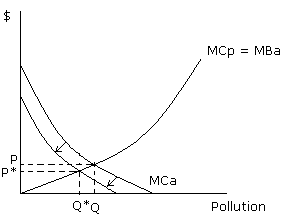 $
MCp = MBa
P
P*
MCa
Q* Q
Pollution